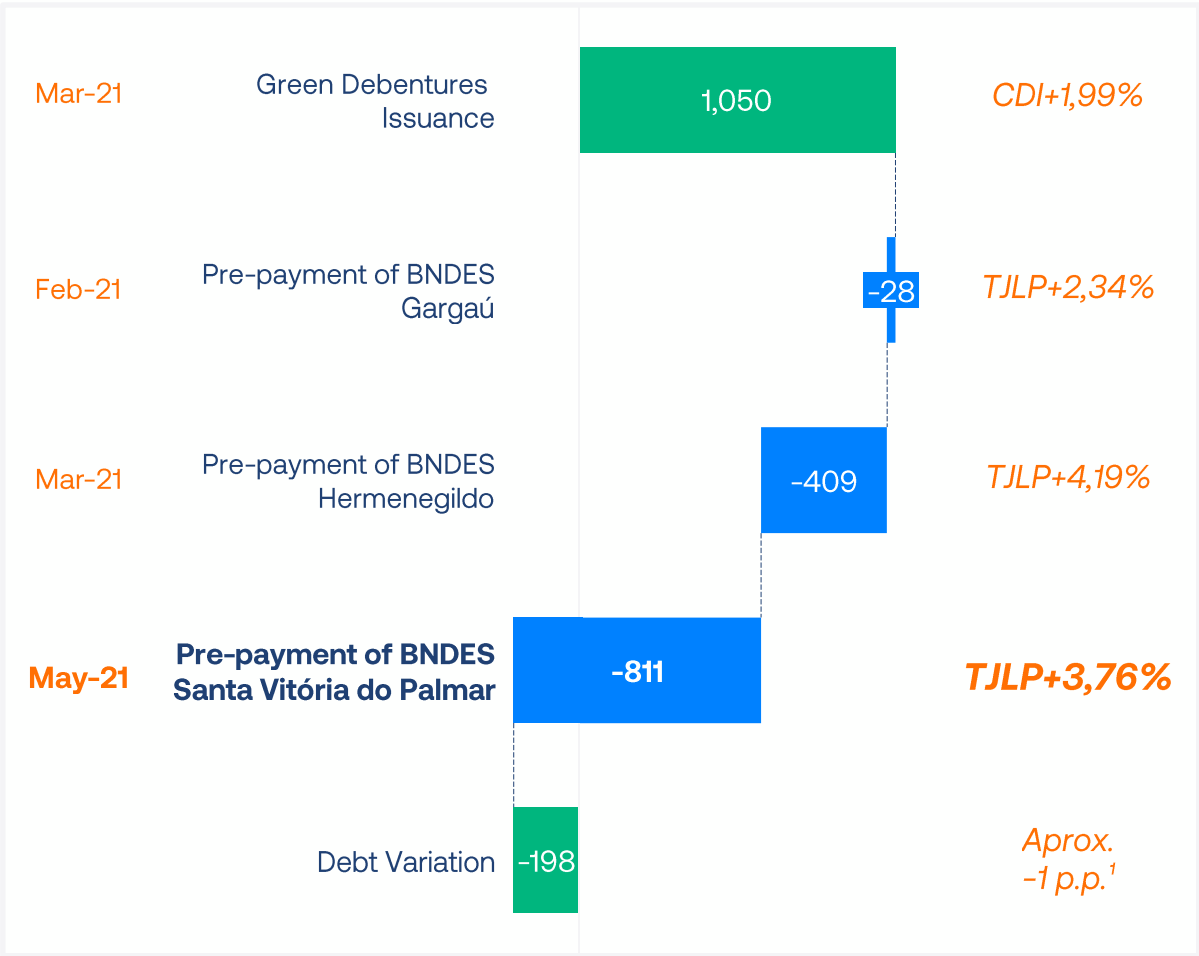 Mar-21
Green Debentures
Issuance
1,050
CDI+1,99%
Feb-21
Pre-payment of BNDES
Gargaú
-28
TJLP+2,34%
Mar-21
Pre-payment of BNDES
Hermenegildo
-409
TJLP+4,19%
May-21
Pre-payment of BNDES
Santa Vitória do Palmar
-811
TJLP+3,76%
Debt Variation
-198
Aprox.
-1 p.p.¹